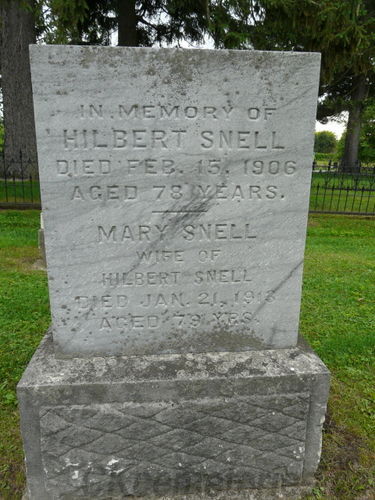 IN MEMORY OF
HILBERT SNELL
DIED FEB. 15, 1906
AGED 78 YEARS.
MARY SNELL
WIFE OF
HILBERT SNELL
DIED JAN. 21, 1913
AGED 79 YRS.